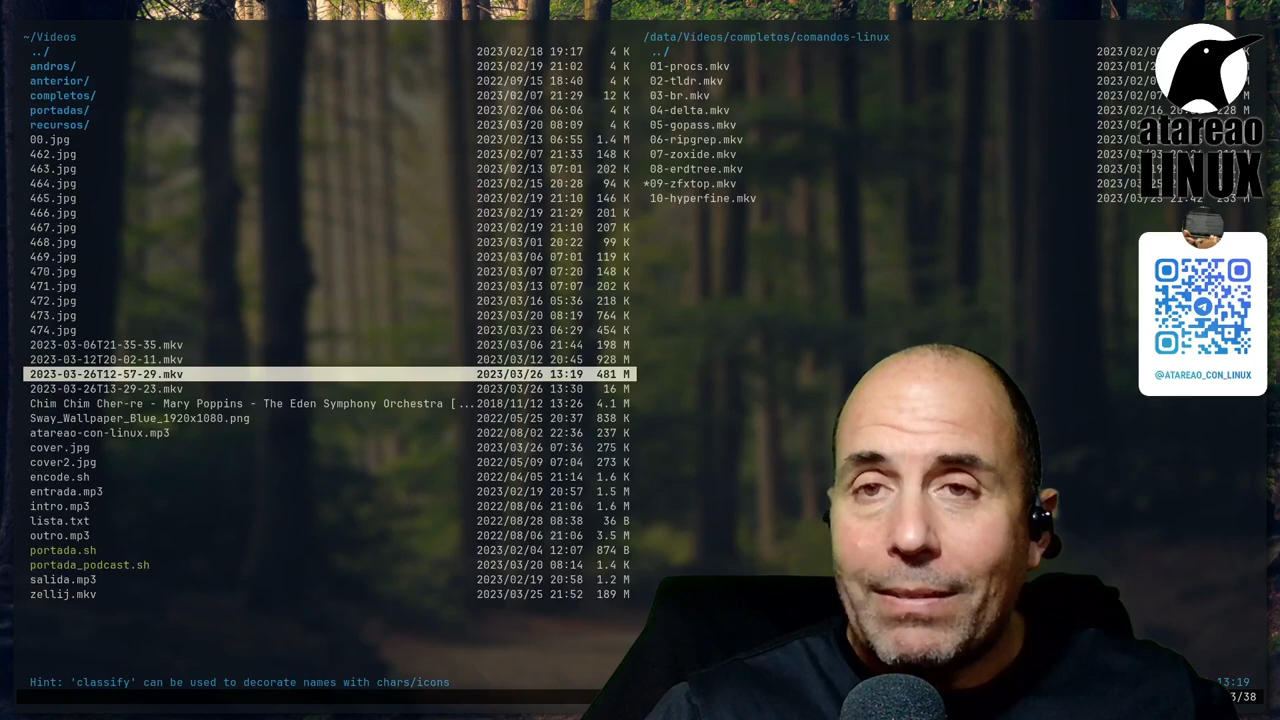 ~/Videos
../ 2023/02/18 19:17 4 K
andros/ 2023/02/19 21:02 4 K
anterior/ 2022/09/15 18:40 4 K
completos/ 2023/02/07 21:29 12 K
portadas/ 2023/02/06 06:06 4 K
recursos/ 2023/03/20 08:09 4 K
00.jpg 2023/02/13 06:55 1.4 M
462.jpg 2023/02/07 21:33 148 K
463.jpg 2023/02/13 07:01 202 K
464.jpg 2023/02/15 20:28 94 K
465.jpg 2023/02/19 21:10 146 K
466.jpg 2023/02/19 21:29 201 K
467.jpg 2023/02/19 21:10 207 K
468.jpg 2023/03/01 20:22 99 K
469.jpg 2023/03/06 07:01 119 K
470.jpg 2023/03/07 07:20 148 K
471.jpg 2023/03/13 07:07 202 K
472.jpg 2023/03/16 05:36 218 K
473.jpg 2023/03/20 08:19 764 K
474.jpg 2023/03/23 06:29 454 K
2023-03-06T21-35-35.mkv 2023/03/06 21:44 198 M
2023-03-12T20-02-11.mkv 2023/03/12 20:45 928 M
2023-03-26T12-57-29.mkv 2023/03/26 13:19 481 M
2023-03-26T13-29-23.mkv 2023/03/26 13:30 16 M
Chim Chim Cher-re - Mary Poppins - The Eden Symphony Orchestra [...2018/11/12 13:26 4.1 M
Sway_Wallpaper_Blue_1920x1080.png 2022/05/25 20:37 838 K
atareao-con-linux.mp3 2022/08/02 22:36 237 K
cover.jpg 2023/03/26 07:36 275 K
cover2.jpg 2022/05/09 07:04 273 K
encode.sh 2022/04/05 21:14 1.6 K
entrada.mp3 2023/02/19 20:57 1.5 M
intro.mp3 2022/08/06 21:06 1.6 M
lista.txt 2022/08/28 08:38 36 B
outro.mp3 2022/08/06 21:06 3.5 M
portada.sh 2023/02/04 12:07 874 B
portada_podcast.sh 2023/03/20 08:14 1.4 K
salida.mp3 2023/02/19 20:58 1.2 M
zellij.mkv 2023/03/25 21:52 189 M
/data/Videos/completos/comandos-linux
../
01-procs.mkv
02-tldr.mkv
03-br.mkv
04-delta.mkv
05-gopass.mkv
06-ripgrep.mkv
07-zoxide.mkv
08-erdtree.mkv
*09-zfxtop.mkv
10-hyperfine.mkv
atareao
LINUX
@ATAREAO_CON_LINUX
Hint: 'classify' can be used to decorate names with chars/icons
13:19
3/38